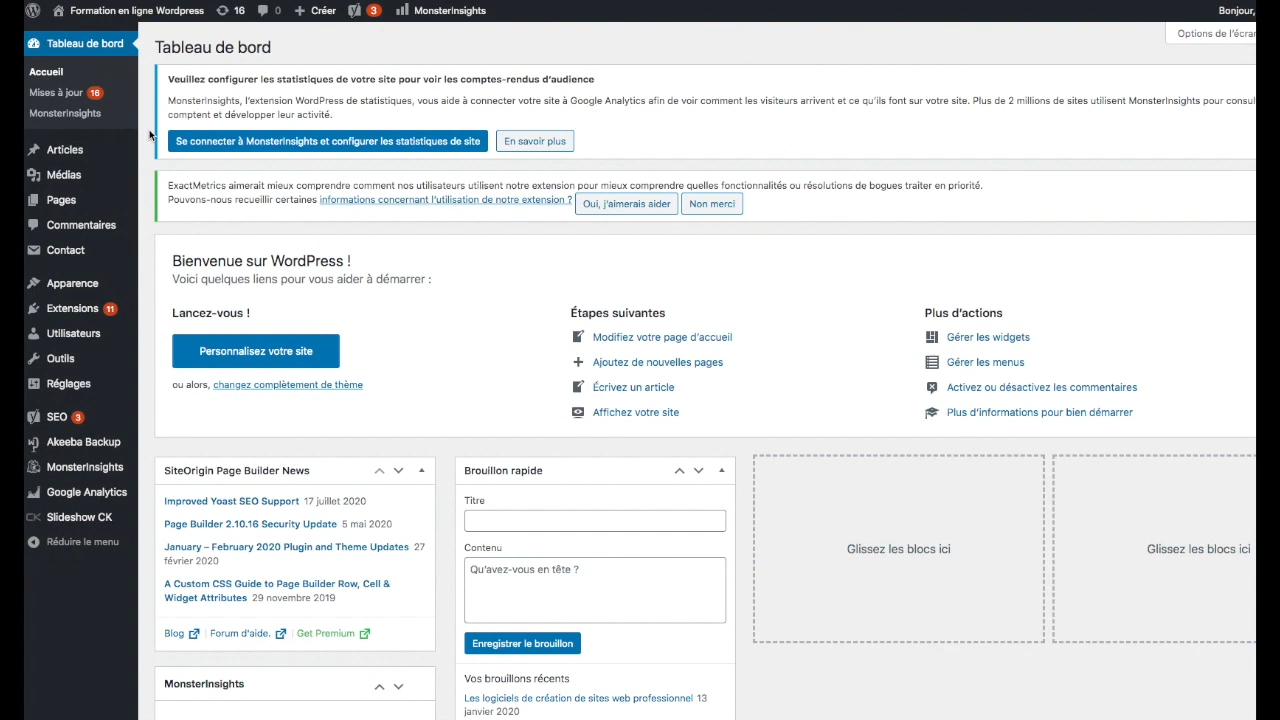 Formation en ligne Wordpress 16 0 Créer 3 MonsterInsights Bonjour,
Options de l'écran
Tableau de bord
Accueil
Mises à jour 16
MonsterInsights
Articles
Médias
Pages
Commentaires
Contact
Apparence
Extensions 11
Utilisateurs
Outils
Réglages
SEO 3
Akeeba Backup
MonsterInsights
Google Analytics
Slideshow CK
Réduire le menu
Tableau de bord
Veuillez configurer les statistiques de votre site pour voir les comptes-rendus d'audience
MonsterInsights, l'extension WordPress de statistiques, vous aide à connecter votre site à Google Analytics afin de voir comment les visiteurs arrivent et ce qu'ils font sur votre site. Plus de 2 millions de sites utilisent MonsterInsights pour consul
comptent et développer leur activité.
Se connecter à MonsterInsights et configurer les statistiques de site En savoir plus
ExactMetrics aimerait mieux comprendre comment nos utilisateurs utilisent notre extension pour mieux comprendre quelles fonctionnalités ou résolutions de bogues traiter en priorité.
Pouvons-nous recueillir certaines informations concernant l'utilisation de notre extension ? Oui, j'aimerais aider Non merci
Bienvenue sur WordPress !
Voici quelques liens pour vous aider à démarrer :
Lancez-vous !
Personnalisez votre site
ou alors, changez complètement de thème
Étapes suivantes
Modifiez votre page d'accueil
Ajoutez de nouvelles pages
Écrivez un article
Affichez votre site
Plus d'actions
Gérer les widgets
Gérer les menus
Activez ou désactivez les commentaires
Plus d'informations pour bien démarrer
SiteOrigin Page Builder News
Improved Yoast SEO Support 17 juillet 2020
Page Builder 2.10.16 Security Update 5 mai 2020
January – February 2020 Plugin and Theme Updates 27
février 2020
A Custom CSS Guide to Page Builder Row, Cell &
Widget Attributes 29 novembre 2019
Blog | Forum d'aide. | Get Premium
MonsterInsights
Brouillon rapide
Titre
Contenu
Qu'avez-vous en tête ?
Enregistrer le brouillon
Vos brouillons récents
Les logiciels de création de sites web professionnel 13
janvier 2020
Glissez les blocs ici
Glissez les blocs ici